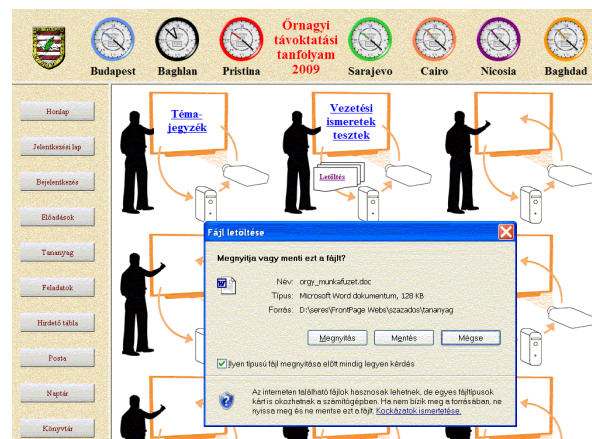 Őrnagyi
távoktatási
tanfolyam
2009
Budapest
Baghlan
Pristina
Sarajevo
Cairo
Nicosia
Baghdad
Honlap
Jelentkezési lap
Bejelentkezés
Előadások
Tananyag
Feladatok
Hirdető tábla
Posta
Naptár
Könyvtár
Téma-
jegyzék
Vezetési
ismeretek
tesztek
Letöltés
Fájl letöltése
Megnyitja vagy menti ezt a fájlt?
Név: orgy_munkafuzet.doc
Típus: Microsoft Word dokumentum, 128 KB
Forrás: D:\seres\FrontPage Webs\szazados\tananyag
Megnyitás
Mentés
Mégse
Ilyen típusú fájl megnyitása előtt mindig legyen kérdés
Az interneten található fájlok hasznosak lehetnek, de egyes fájltípusok
kárt is okozhatnak a számítógépben. Ha nem bízik meg a forrásában, ne
nyissa meg és ne mentse ezt a fájlt. Kockázatok ismertetése.